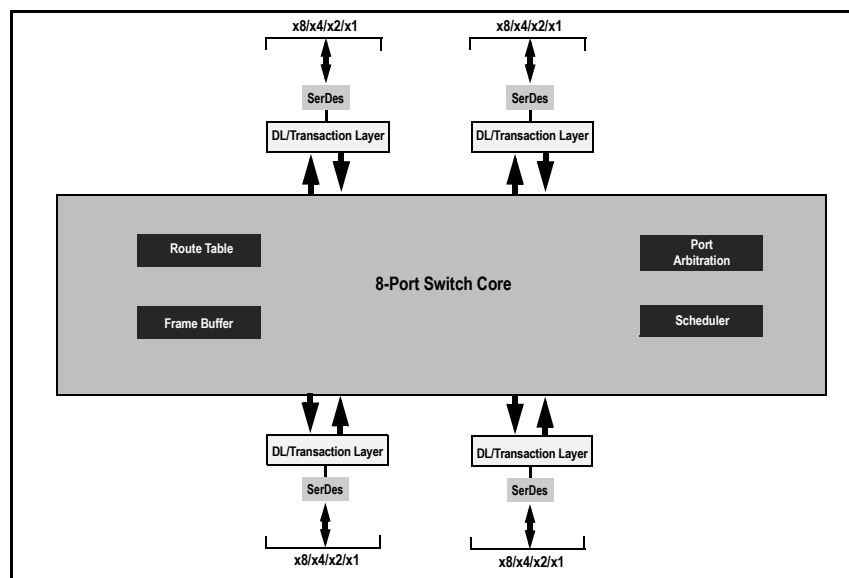 x8/x4/x2/x1 x8/x4/x2/x1
SerDes SerDes
DL/Transaction Layer DL/Transaction Layer
Route Table
Port
Arbitration
8-Port Switch Core
Frame Buffer
Scheduler
DL/Transaction Layer DL/Transaction Layer
SerDes SerDes
x8/x4/x2/x1 x8/x4/x2/x1